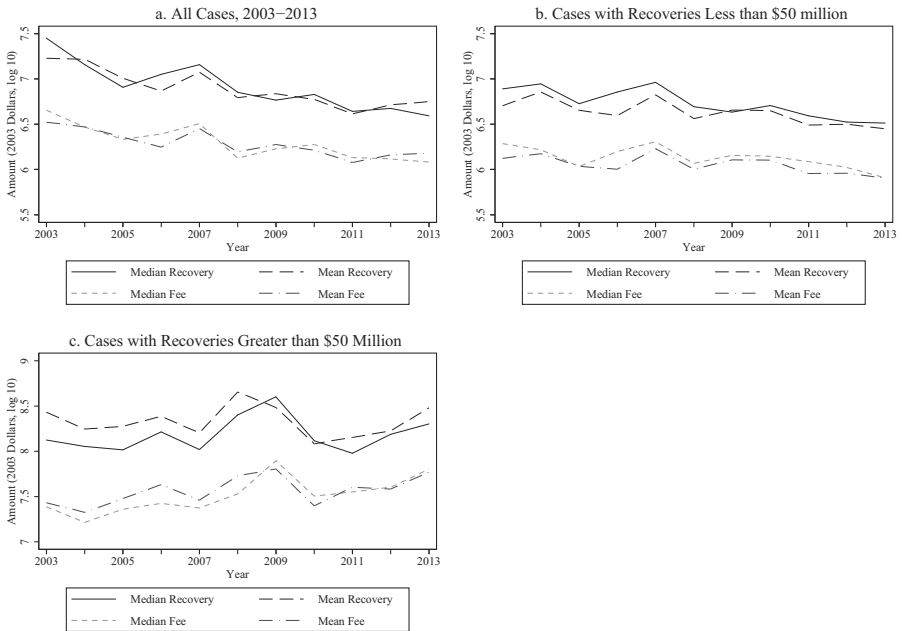 a. All Cases, 2003−2013
Amount (2003 Dollars, log 10)
7.5
7
6.5
6
5.5
2003 2005 2007 2009 2011 2013
Year
Median Recovery Mean Recovery
Median Fee Mean Fee
b. Cases with Recoveries Less than $50 million
Amount (2003 Dollars, log 10)
7.5
7
6.5
6
5.5
2003 2005 2007 2009 2011 2013
Year
Median Recovery Mean Recovery
Median Fee Mean Fee
c. Cases with Recoveries Greater than $50 Million
Amount (2003 Dollars, log 10)
9
8.5
8
7.5
7
2003 2005 2007 2009 2011 2013
Year
Median Recovery Mean Recovery
Median Fee Mean Fee